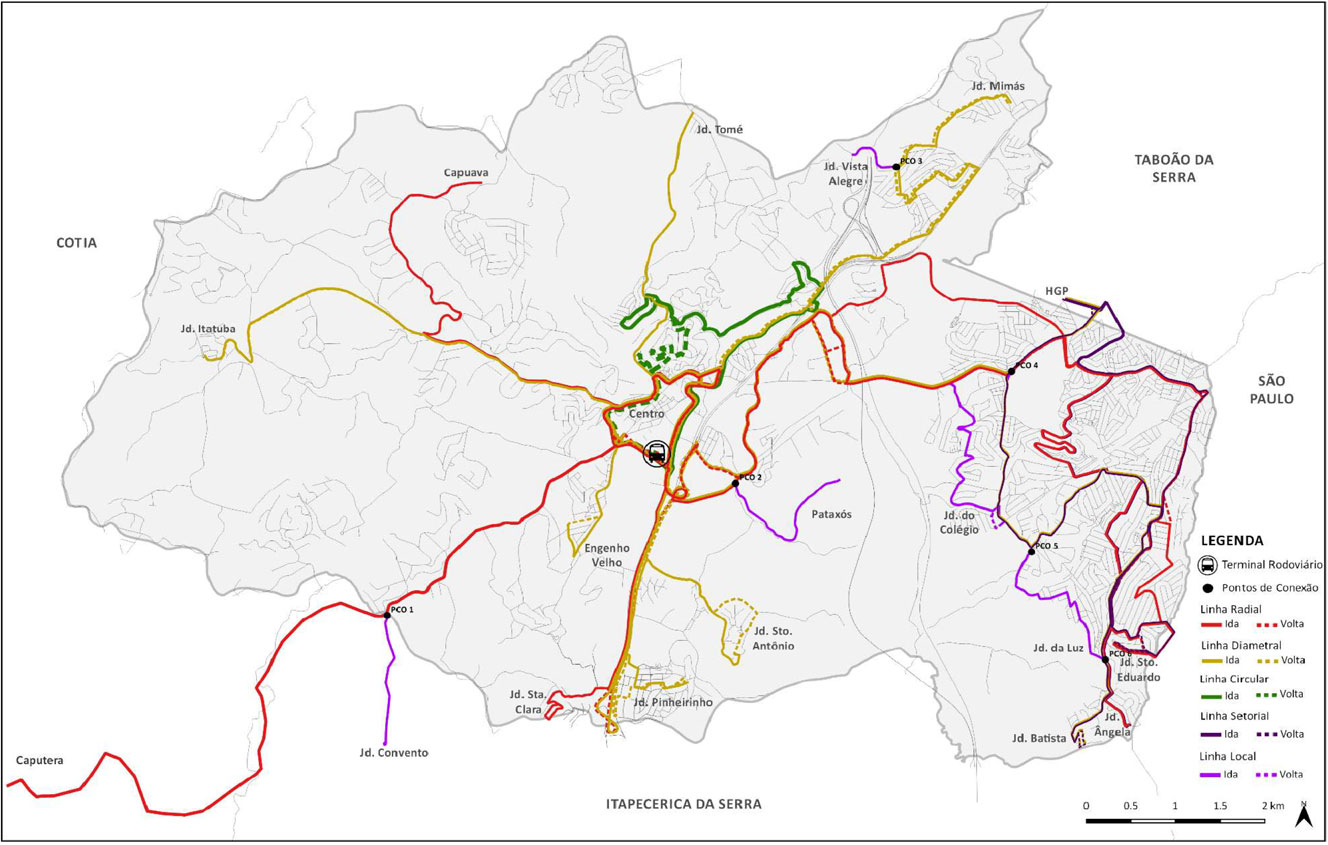 Jd. Mimás
Jd. Tomé
TABOÃO DA
SERRA
PCO 3
Jd. Vista
Alegre
Capuava
COTIA
HGP
Jd. Itatuba
PCO 4
SÃO
PAULO
Centro
PCO 2
Pataxós
Jd. do
Colégio
PCO 5
Engenho
Velho
PCO 1
Jd. Sto.
Antônio
Jd. da Luz
PCO 6
Jd. Sto.
Eduardo
Jd. Sta.
Clara
Jd. Pinheirinho
Jd.
Ângela
Jd. Batista
Jd. Convento
Caputera
ITAPECERICA DA SERRA
LEGENDA
Terminal Rodoviário
Pontos de Conexão
Linha Radial
Ida Volta
Linha Diametral
Ida Volta
Linha Circular
Ida Volta
Linha Setorial
Ida Volta
Linha Local
Ida Volta
0 0.5 1 1.5 2 km
N